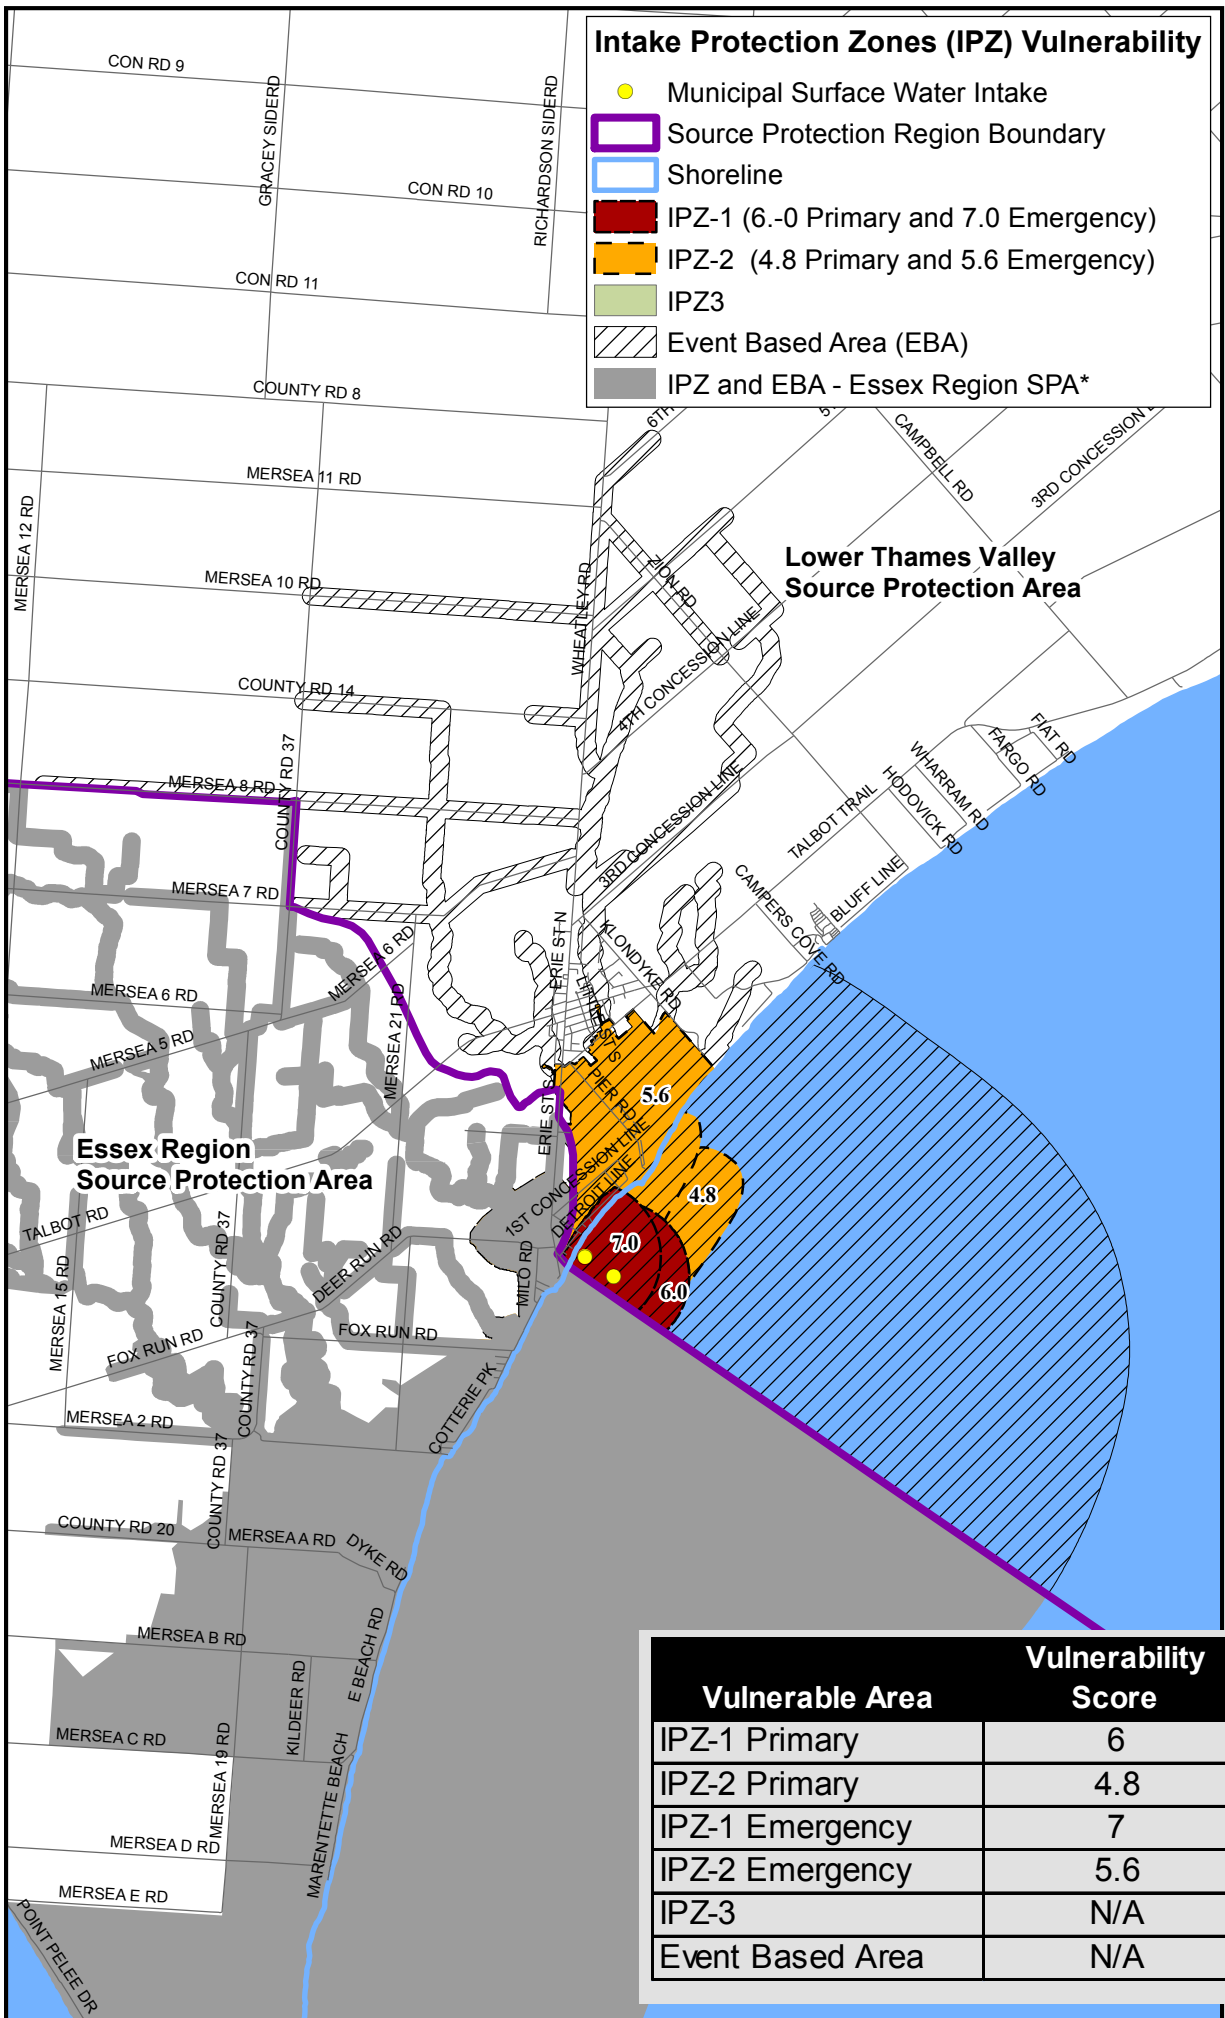 Intake Protection Zones (IPZ) Vulnerability
Municipal Surface Water Intake
Source Protection Region Boundary
Shoreline
IPZ-1 (6.-0 Primary and 7.0 Emergency)
IPZ-2 (4.8 Primary and 5.6 Emergency)
IPZ3
Event Based Area (EBA)
IPZ and EBA - Essex Region SPA*
CON RD 9
GRACEY SIDERD
RICHARDSON SIDERD
CON RD 10
CON RD 11
COUNTY RD 8
6TH
CAMPBELL RD
3RD CONCESSION
MERSEA 11 RD
MERSEA 12 RD
Lower Thames Valley
Source Protection Area
MERSEA 10 RD
ZION RD
WHEATLEY RD
4TH CONCESSION LINE
COUNTY RD 14
COUNTY RD 37
FIAT RD
FARGO RD
WHARRAM RD
HODOVICK RD
MERSEA 8 RD
3RD CONCESSION LINE
TALBOT TRAIL
BLUFF LINE
CAMPERS COVE RD
MERSEA 7 RD
ERIE ST N
KLONDYKE RD
MERSEA 6 RD
MERSEA 6 RD
MERSEA 21 RD
MERSEA 5 RD
PIER RD
5.6
ERIE ST S
Essex Region
Source Protection Area
1ST CONCESSION LINE
DETROIT LINE
4.8
TALBOT RD
COUNTY RD 37
DEER RUN RD
MILO RD
7.0
6.0
MERSEA 15 RD
FOX RUN RD
FOX RUN RD
COUNTY RD 37
COTTERIE PK
MERSEA 2 RD
COUNTY RD 37
COUNTY RD 20
MERSEA A RD
DYKE RD
MERSEA B RD
E BEACH RD
KILDEER RD
MERSEA C RD
MERSEA 19 RD
MARENTETTE BEACH
MERSEA D RD
MERSEA E RD
POINT PELEE DR
Vulnerable Area Vulnerability Score
IPZ-1 Primary 6
IPZ-2 Primary 4.8
IPZ-1 Emergency 7
IPZ-2 Emergency 5.6
IPZ-3 N/A
Event Based Area N/A